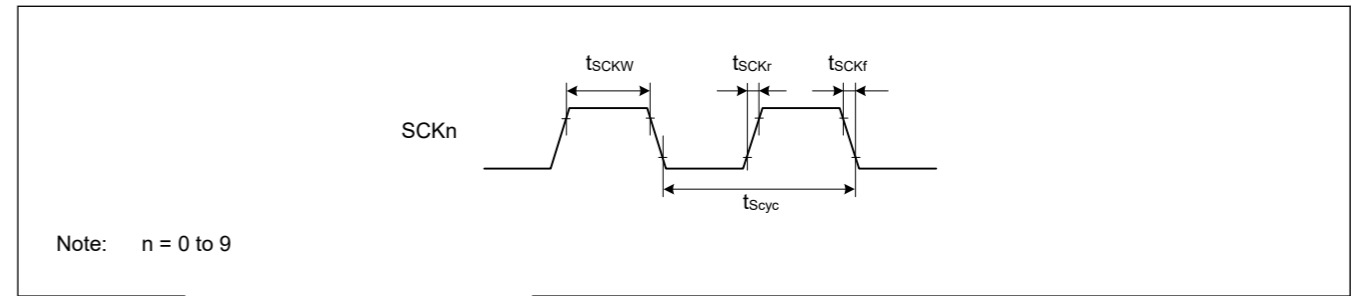 tSCKW tSCKr tSCKf
SCKn
tScyc
Note: n = 0 to 9